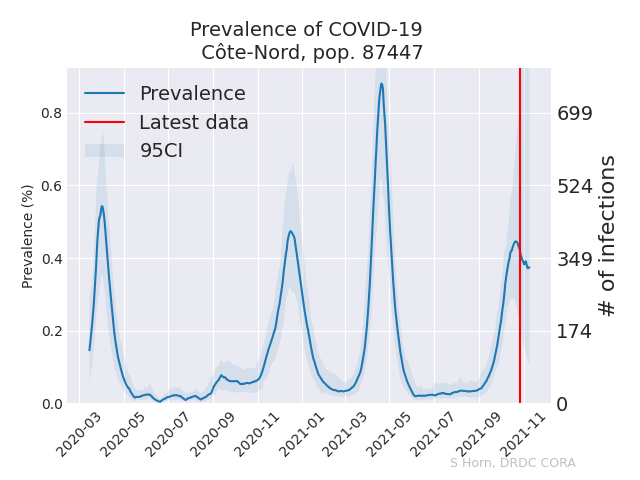 Prevalence of COVID-19
Côte-Nord, pop. 87447
Prevalence
Latest data
95CI
Prevalence (%)
0.8
0.6
0.4
0.2
0.0
699
524
349
174
0
# of infections
2020-03
2020-05
2020-07
2020-09
2020-11
2021-01
2021-03
2021-05
2021-07
2021-09
2021-11
S Horn, DRDC CORA